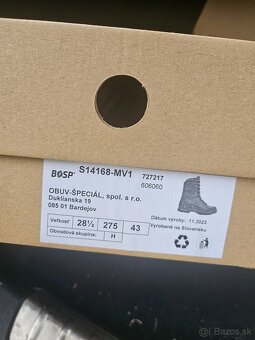 BOSP® S14168-MV1 727217
606060
OBUV-ŠPECIÁL, spol. s r.o.
Duklianska 19
085 01 Bardejov
Dátum výroby: 11.2023
Vyrobené na Slovensku
Veľkosť 28½ 275 43
Obvodová skupina: H
© Bazos.sk